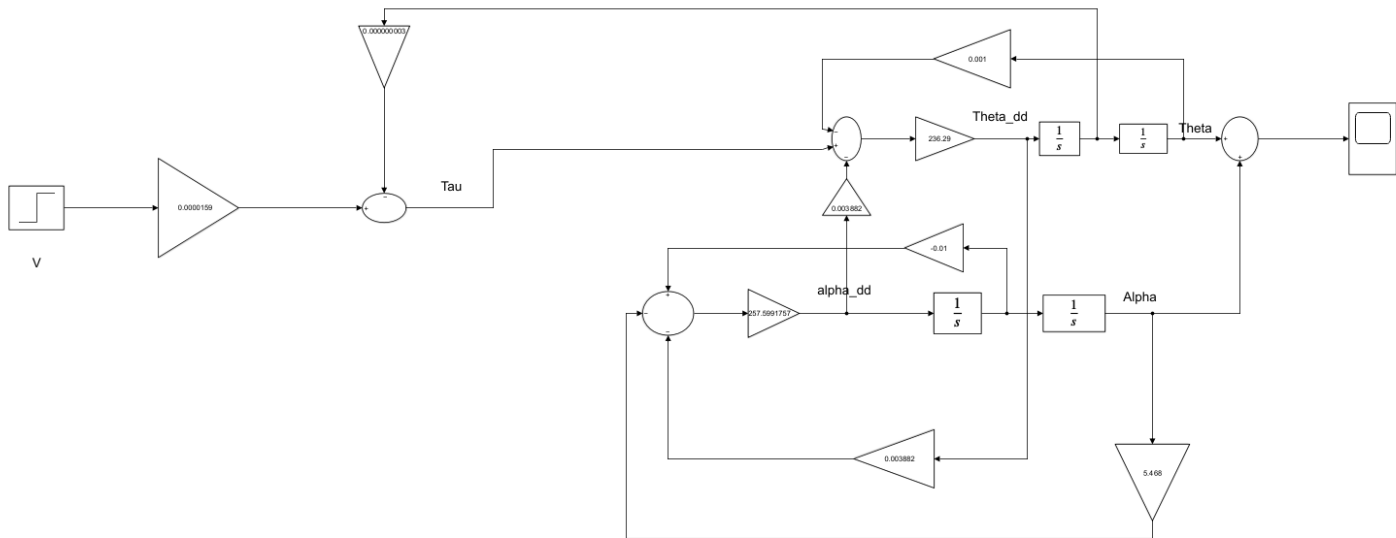 0.000000003
0.001
Theta_dd
236.29
1
s
1
s
Theta
Tau
0.0000159
0.003882
V
-0.01
alpha_dd
257.5991757
1
s
1
s
Alpha
0.003882
5.468